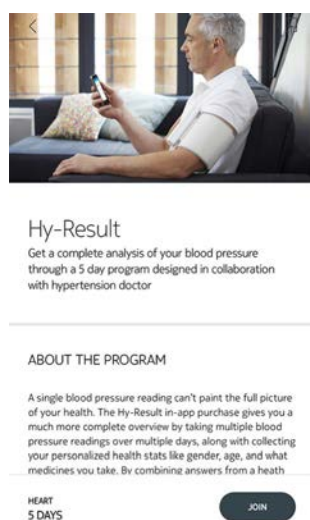 Hy-Result
Get a complete analysis of your blood pressure
through a 5 day program designed in collaboration
with hypertension doctor
ABOUT THE PROGRAM
A single blood pressure reading can't paint the full picture
of your health. The Hy-Result in-app purchase gives you a
much more complete overview by taking multiple blood
pressure readings over multiple days, along with collecting
your personalized health stats like gender, age, and what
medicines you take. By combining answers from a heath
HEART
5 DAYS
JOIN